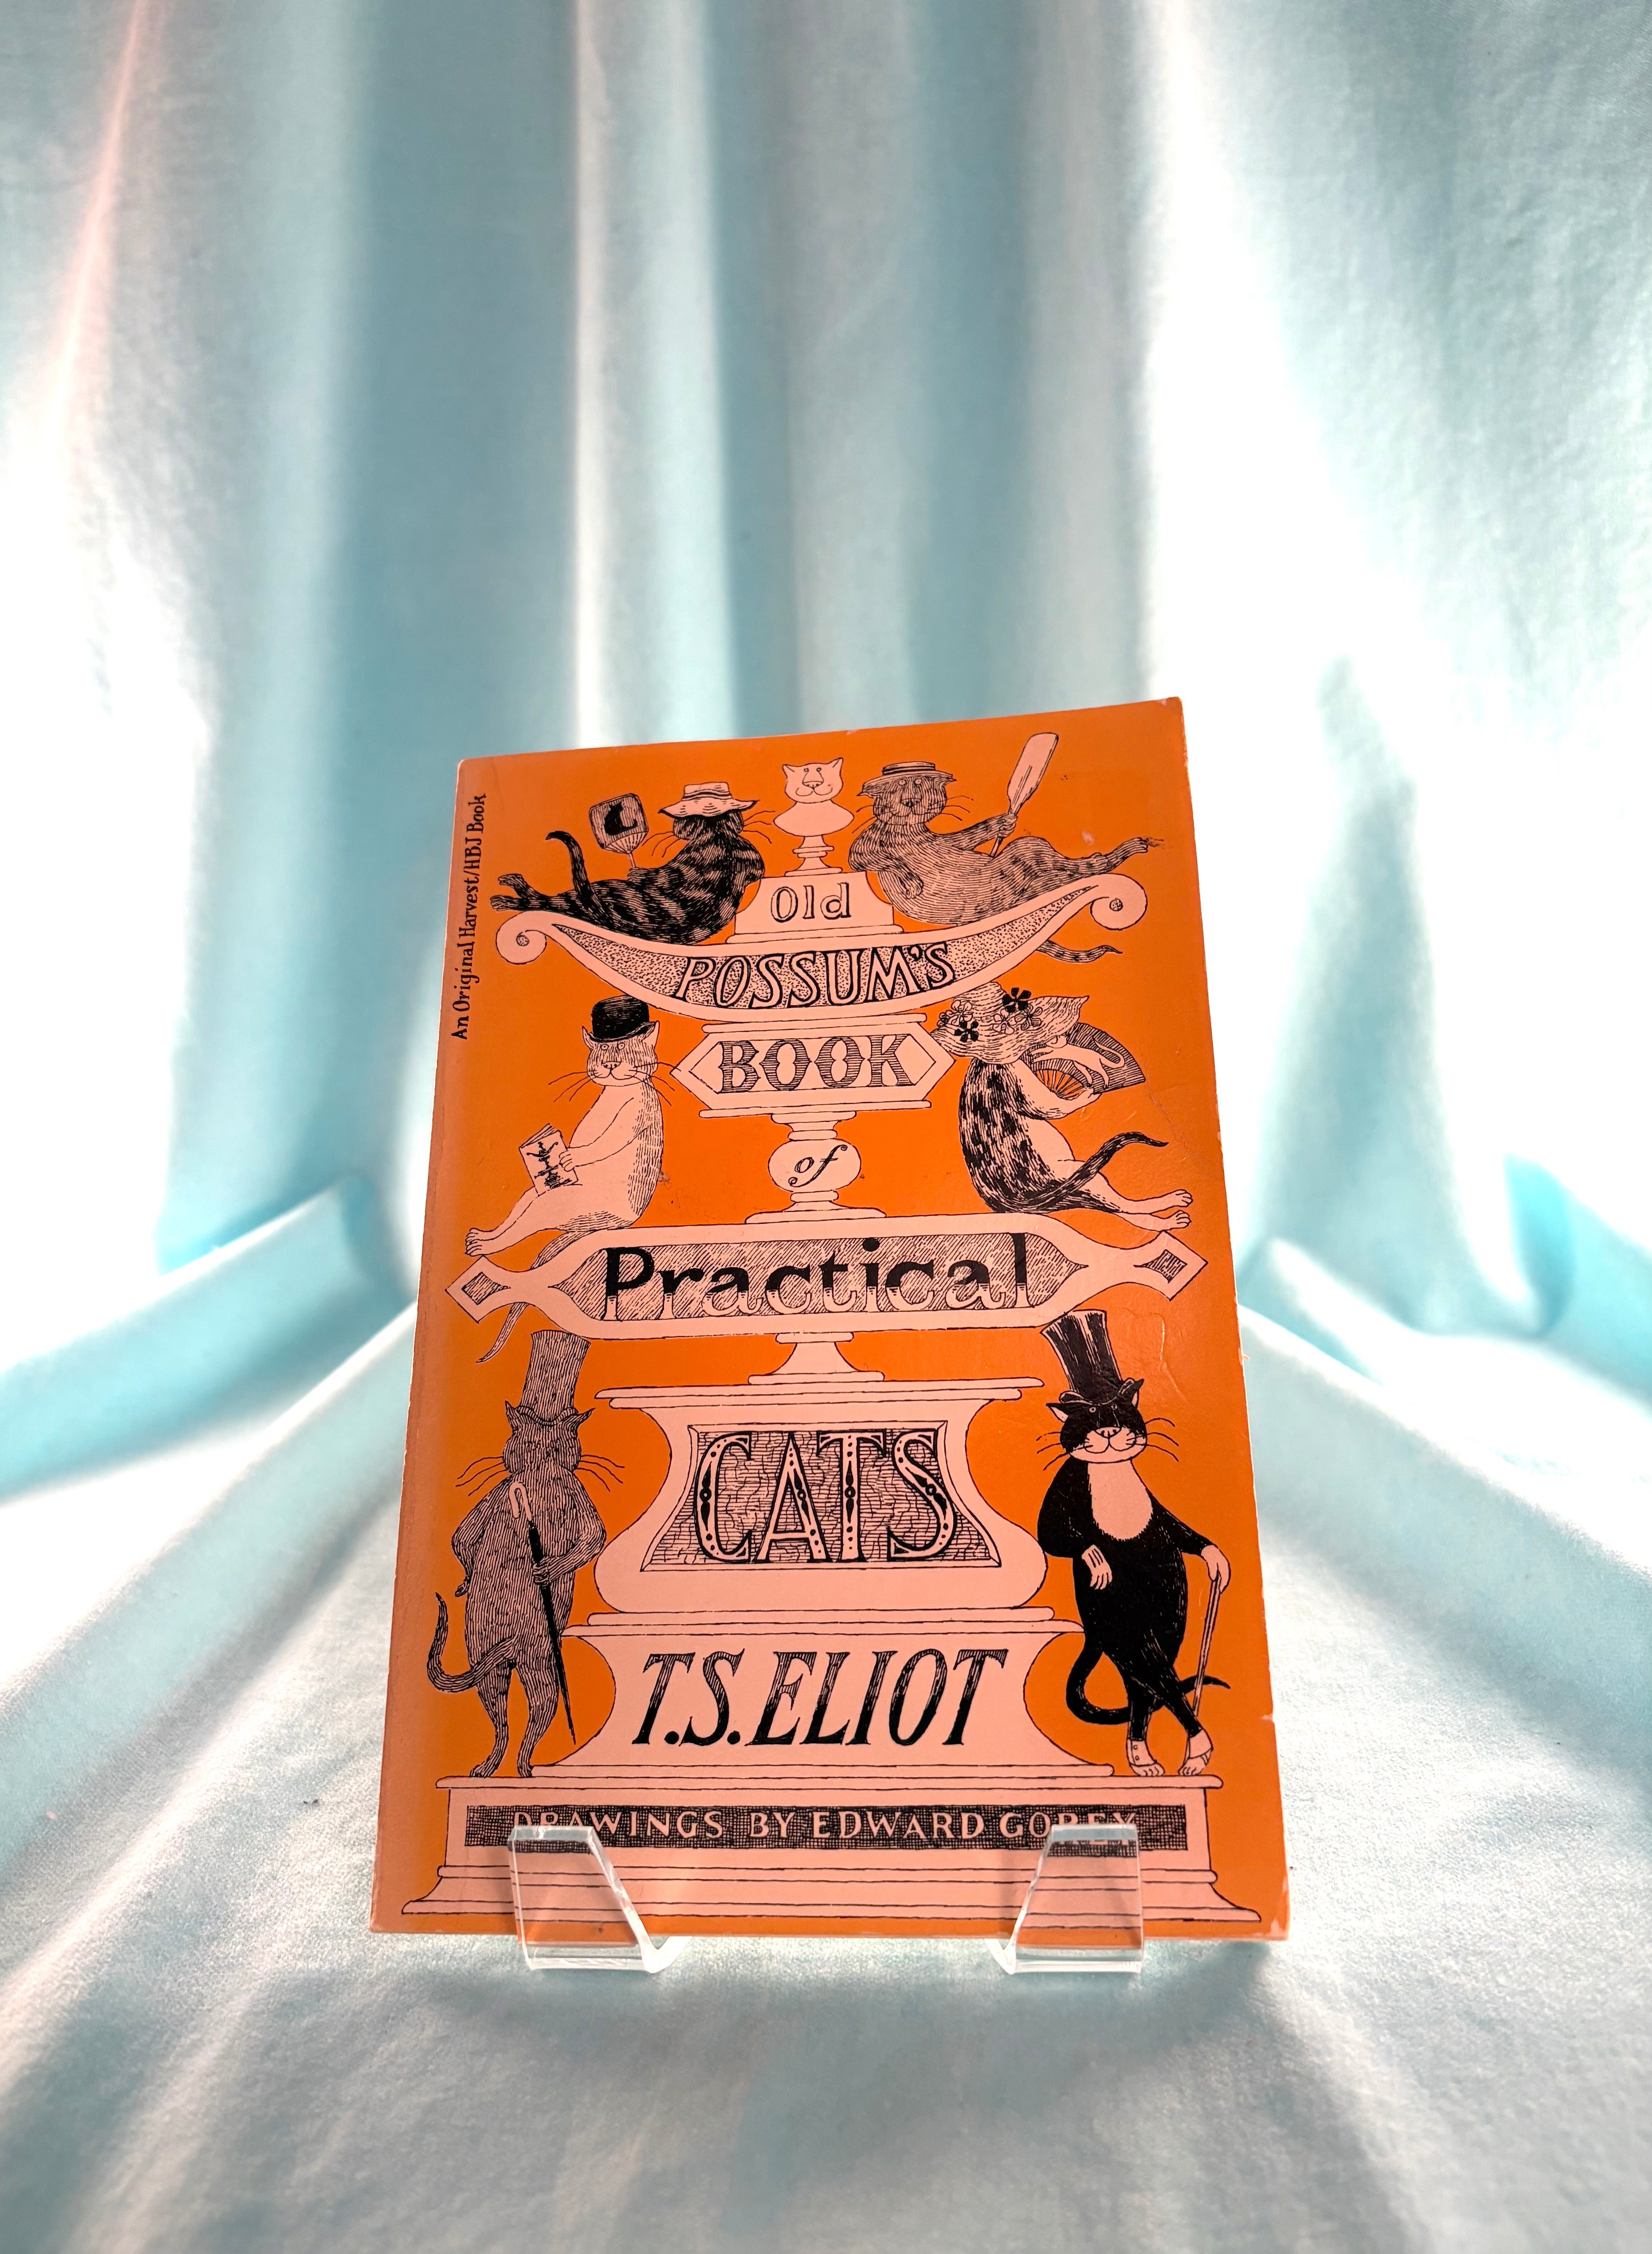 An Original Harvest/HBJ Book
Old
POSSUM'S
BOOK
of
Practical
CATS
T.S. ELIOT
DRAWINGS BY EDWARD GOREY